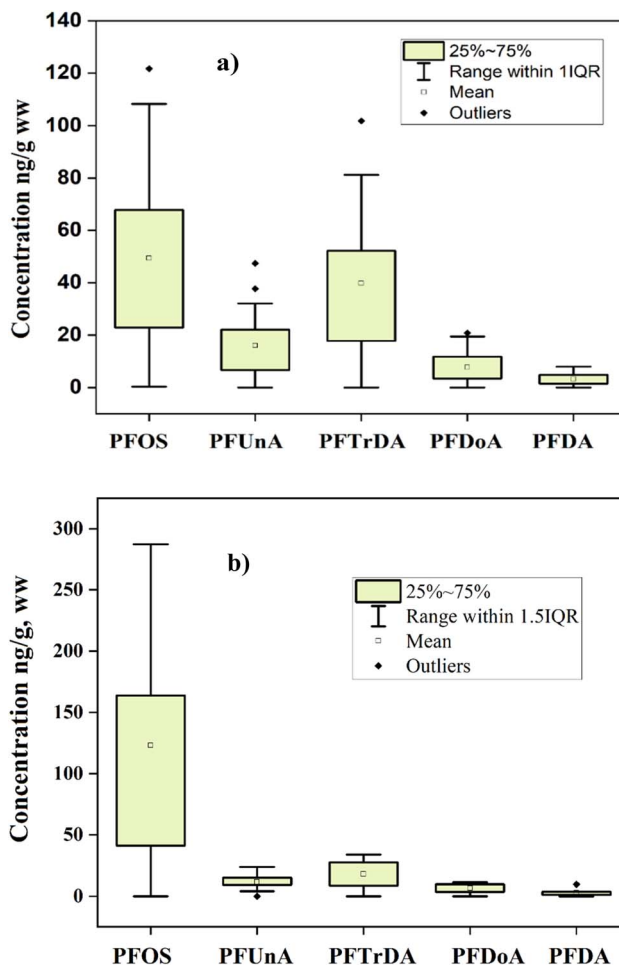 140
120
100
80
60
40
20
0
Concentration ng/g ww
a)
25%~75%
Range within 1IQR
Mean
Outliers
PFOS PFUnA PFTrDA PFDoA PFDA
300
250
200
150
100
50
0
Concentration ng/g, ww
b)
25%~75%
Range within 1.5IQR
Mean
Outliers
PFOS PFUnA PFTrDA PFDoA PFDA